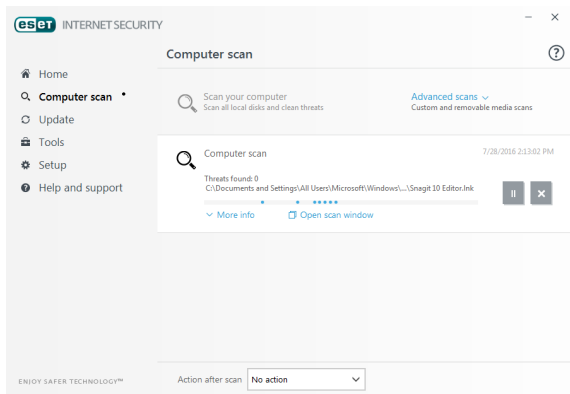 eset INTERNET SECURITY
Computer scan
?
Home
Computer scan
Update
Tools
Setup
Help and support
Scan your computer
Scan all local disks and clean threats
Advanced scans
Custom and removable media scans
Computer scan
7/28/2016 2:13:02 PM
Threats found: 0
C:\Documents and Settings\All Users\Microsoft\Windows\...\Snagit 10 Editor.lnk
More info
Open scan window
Action after scan No action
ENJOY SAFER TECHNOLOGY™